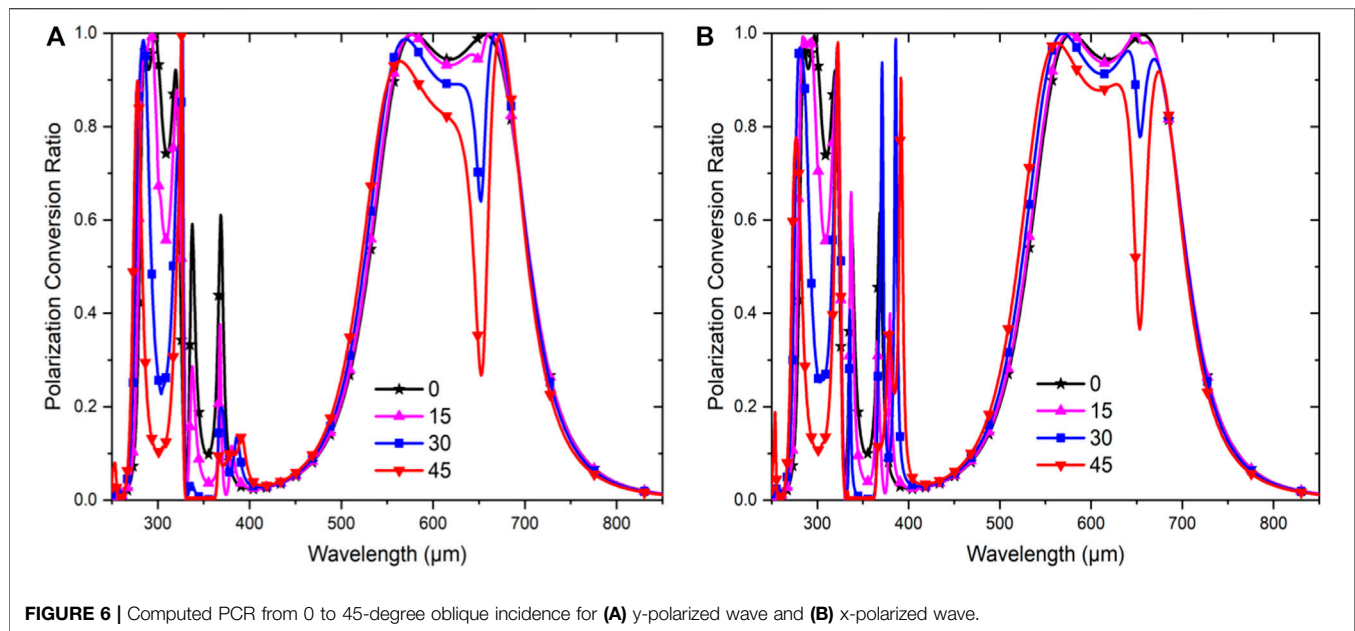 A
B
Polarization Conversion Ratio
1.0
0.8
0.6
0.4
0.2
0.0
0
15
30
45
300 400 500 600 700 800
Wavelength (μm)
Polarization Conversion Ratio
1.0
0.8
0.6
0.4
0.2
0.0
0
15
30
45
300 400 500 600 700 800
Wavelength (μm)
FIGURE 6 | Computed PCR from 0 to 45-degree oblique incidence for (A) y-polarized wave and (B) x-polarized wave.